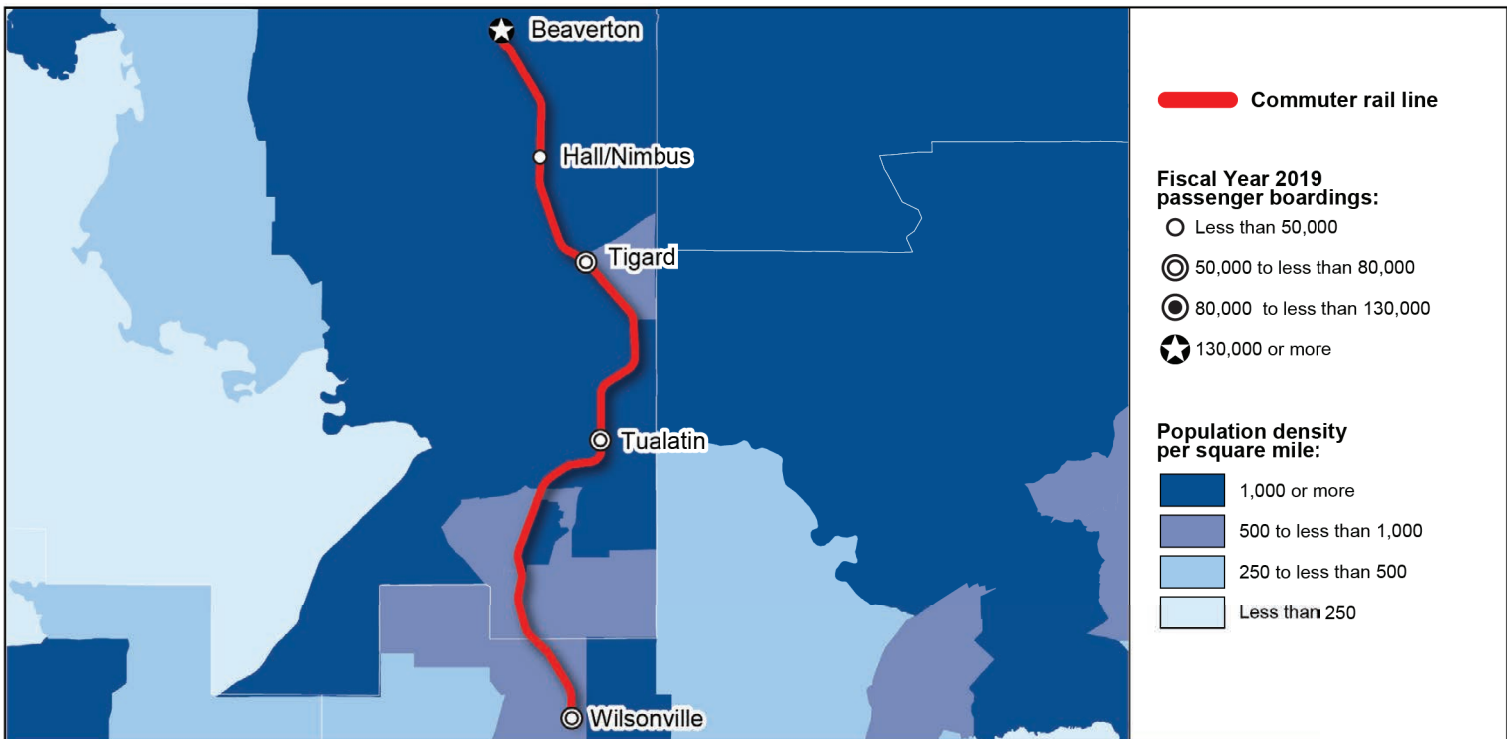 Beaverton
Hall/Nimbus
Tigard
Tualatin
Wilsonville
Commuter rail line
Fiscal Year 2019
passenger boardings:
Less than 50,000
50,000 to less than 80,000
80,000 to less than 130,000
130,000 or more
Population density
per square mile:
1,000 or more
500 to less than 1,000
250 to less than 500
Less than 250